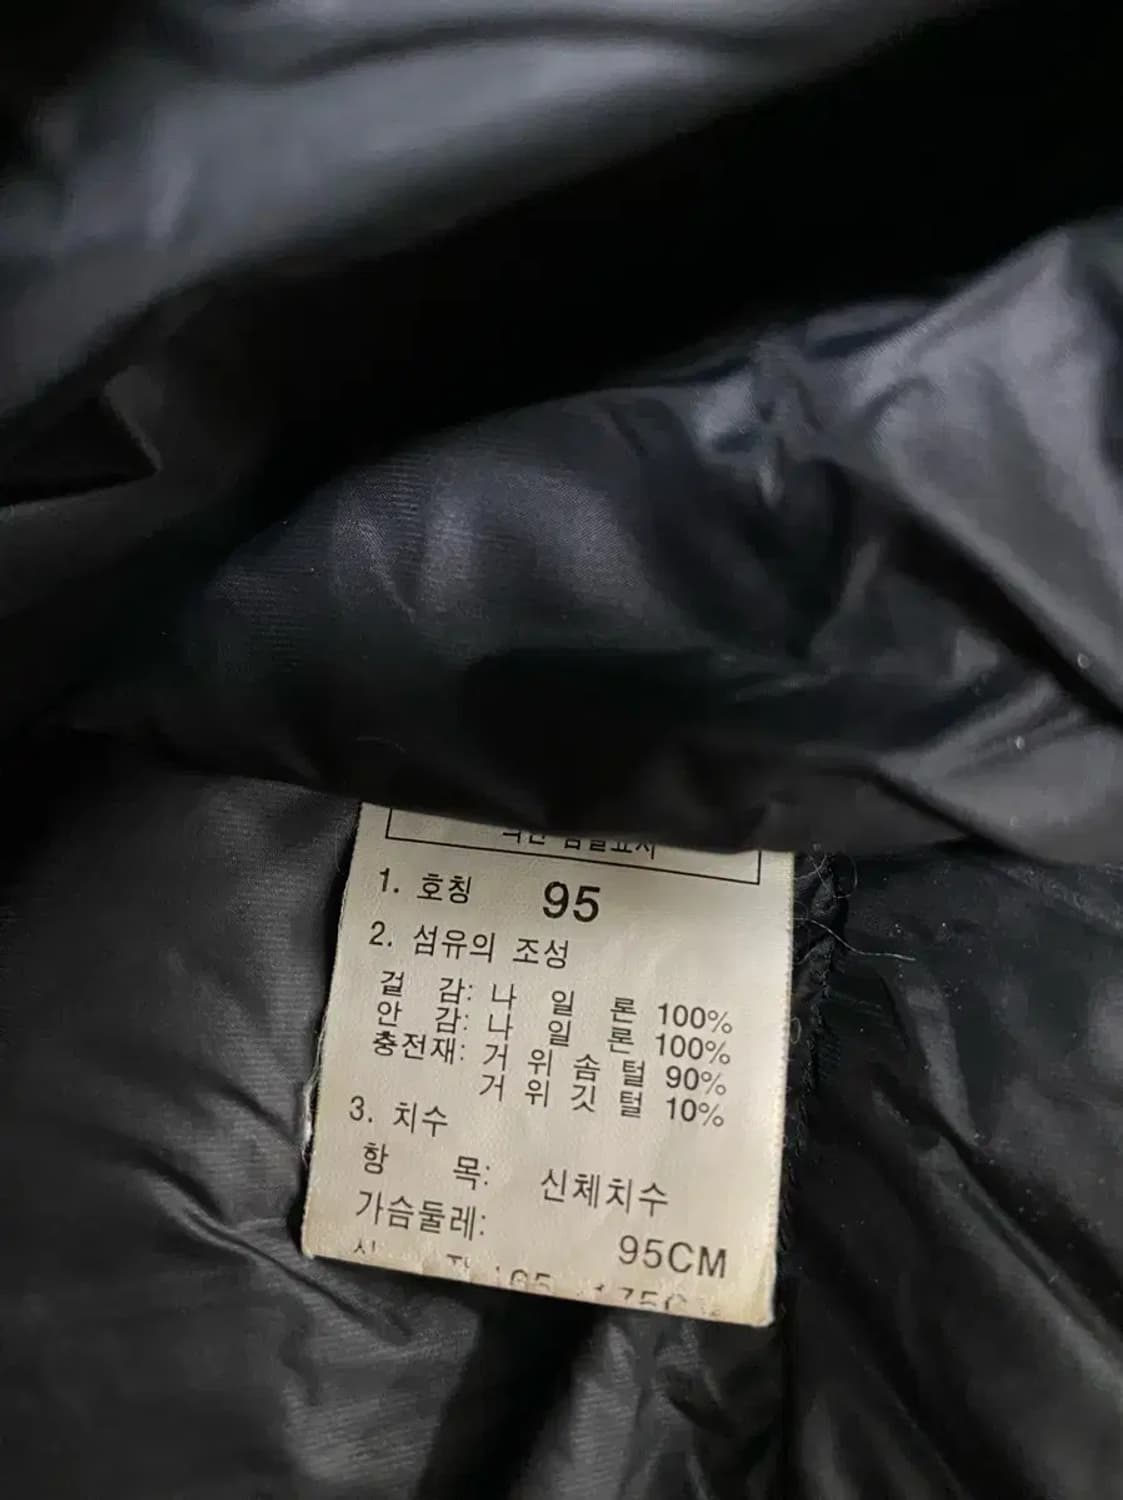 1. 호칭 95
2. 섬유의 조성
겉 감: 나 일 론 100%
안 감: 나 일 론 100%
충전재: 거 위 솜 털 90%
거 위 깃 털 10%
3. 치수
항 목: 신체치수
가슴둘레: 95CM